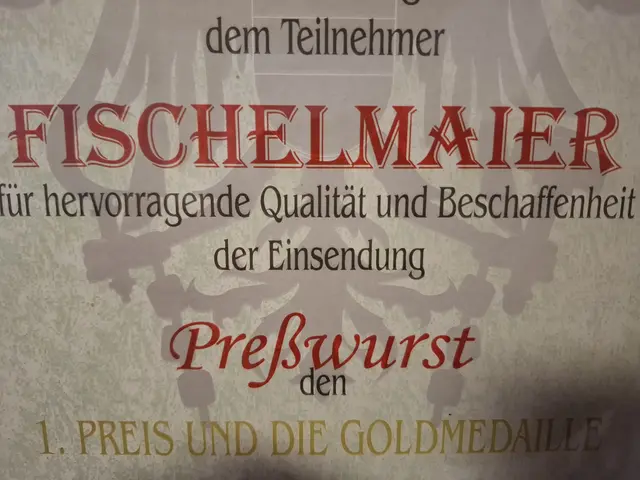 dem Teilnehmer
FISCHELMAIER
für hervorragende Qualität und Beschaffenheit
der Einsendung
Preßwurst
den
1. PREIS UND DIE GOLDMEDAILLE